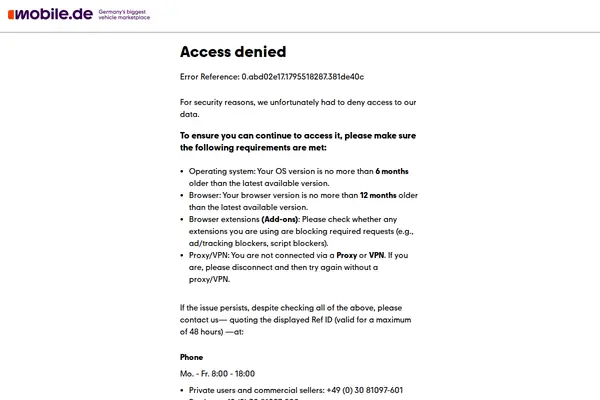 mobile.de Germany's biggest
vehicle marketplace
Access denied
Error Reference: 0.abd02e17.1795518287.381de40c
For security reasons, we unfortunately had to deny access to our
data.
To ensure you can continue to access it, please make sure
the following requirements are met:
• Operating system: Your OS version is no more than 6 months
older than the latest available version.
• Browser: Your browser version is no more than 12 months older
than the latest available version.
• Browser extensions (Add-ons): Please check whether any
extensions you are using are blocking required requests (e.g.,
ad/tracking blockers, script blockers).
• Proxy/VPN: You are not connected via a Proxy or VPN. If you
are, please disconnect and then try again without a
proxy/VPN.
If the issue persists, despite checking all of the above, please
contact us— quoting the displayed Ref ID (valid for a maximum
of 48 hours) —at:
Phone
Mo. - Fr. 8:00 - 18:00
• Private users and commercial sellers: +49 (0) 30 81097-601